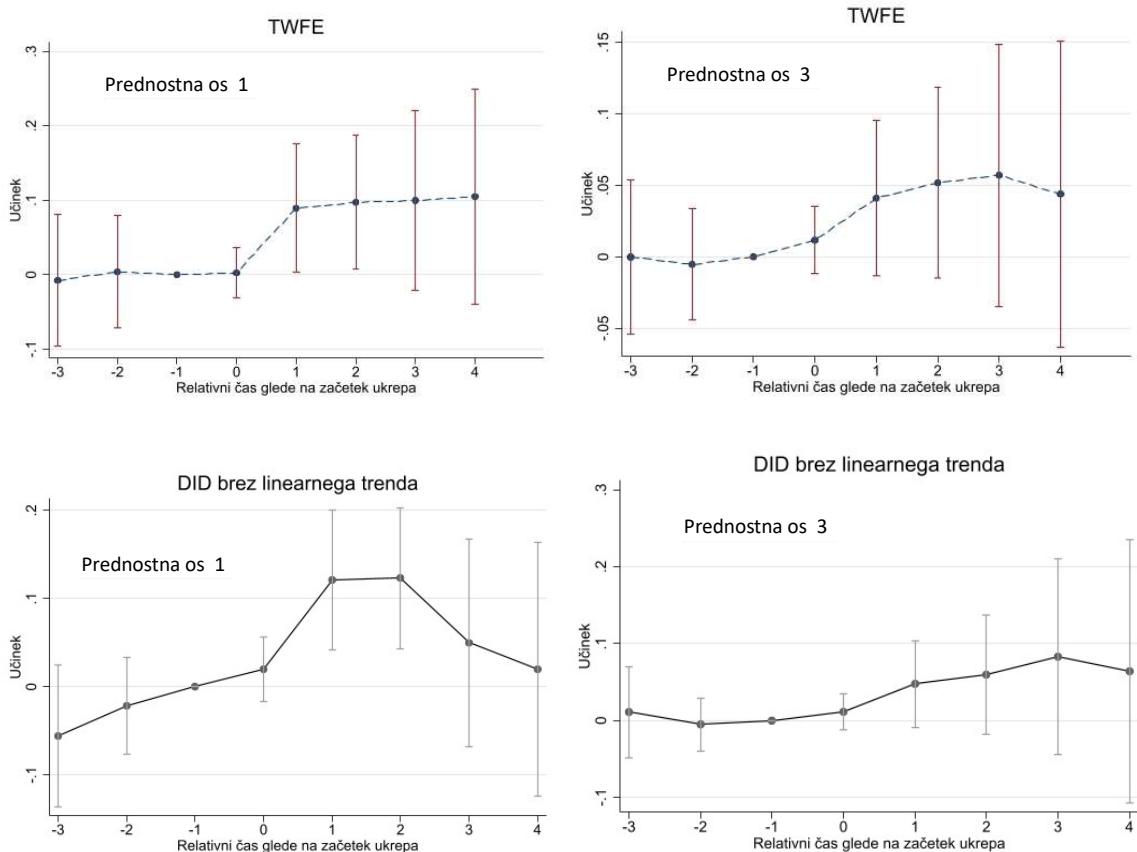 TWFE
Prednostna os 1
.3
.2
.1
0
-.1
Učinek
-3 -2 -1 0 1 2 3 4
Relativni čas glede na začetek ukrepa
TWFE
Prednostna os 3
.15
.1
.05
0
-.05
Učinek
-3 -2 -1 0 1 2 3 4
Relativni čas glede na začetek ukrepa
DID brez linearnega trenda
Prednostna os 1
.2
.1
0
-.1
Učinek
-3 -2 -1 0 1 2 3 4
Relativni čas glede na začetek ukrepa
DID brez linearnega trenda
Prednostna os 3
.3
.2
.1
0
-.1
Učinek
-3 -2 -1 0 1 2 3 4
Relativni čas glede na začetek ukrepa